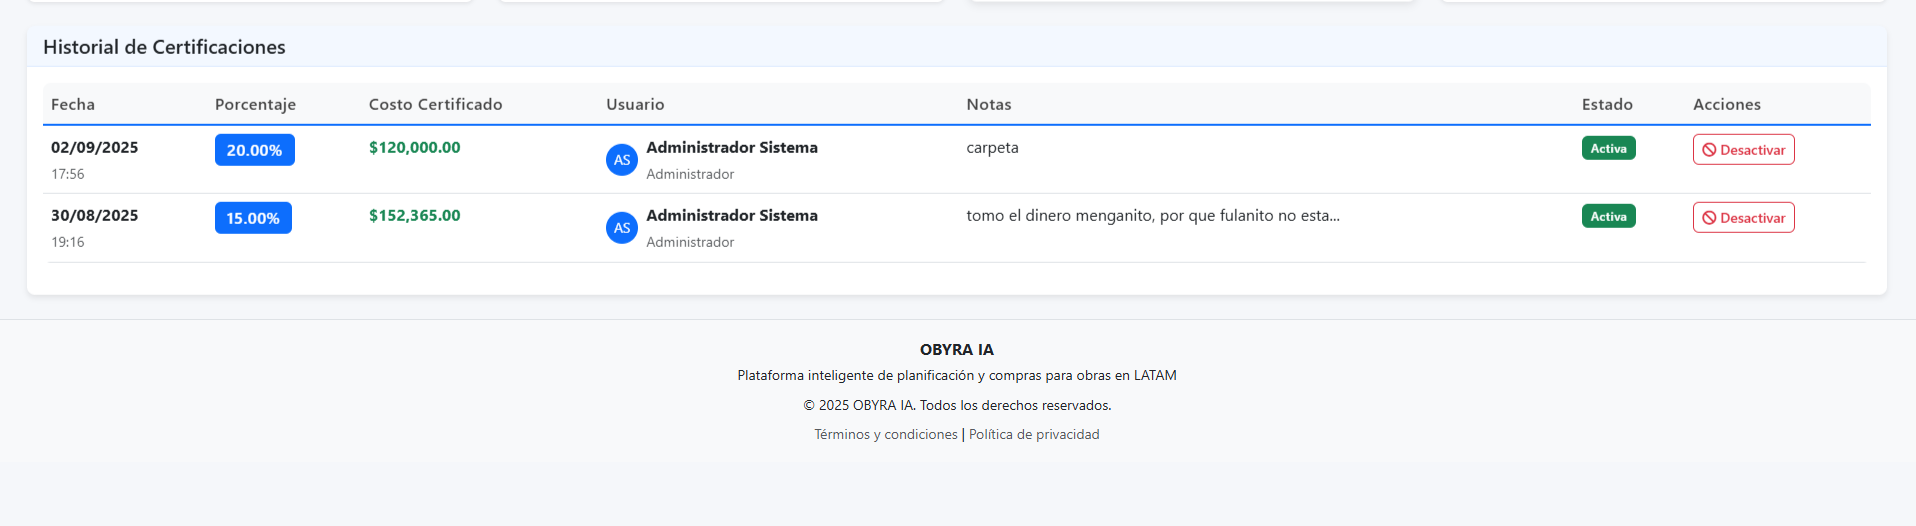 Historial de Certificaciones
Fecha Porcentaje Costo Certificado Usuario Notas Estado Acciones
02/09/2025 20.00% $120,000.00 AS Administrador Sistema carpeta Activa Desactivar
17:56 Administrador
30/08/2025 15.00% $152,365.00 AS Administrador Sistema tomo el dinero menganito, por que fulanito no esta... Activa Desactivar
19:16 Administrador
OBYRA IA
Plataforma inteligente de planificación y compras para obras en LATAM
© 2025 OBYRA IA. Todos los derechos reservados.
Términos y condiciones | Política de privacidad